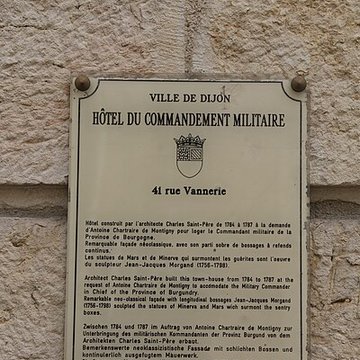 VILLE DE DIJON
HÔTEL DU COMMANDEMENT MILITAIRE
41 rue Vannerie
Hôtel construit par l'architecte Charles Saint-Père de 1784 à 1787 à la demande
d'Antoine Chartraire de Montigny pour loger le Commandant militaire de la
Province de Bourgogne.
Remarquable façade néoclassique, avec son parti sobre de bossages à refends
continus.
Les statues de Mars et de Minerve qui surmontent les guérites sont l'œuvre
du sculpteur Jean-Jacques Morgand (1756-1798).
Architect Charles Saint-Père built this town-house from 1784 to 1787 at the
request of Antoine Chartraire de Montigny to accomodate the Military Commander
in Chief of the Province of Burgundry.
Remarkable neo-classical façade with longitudinal bossages Jean-Jacques Morgand
(1756-1798) sculpted the statues of Minerva and Mars wich surmont the sentry
boxes.
Zwischen 1784 und 1787 im Auftrag von Antoine Chartraire de Montigny zur
Unterbringung des militärischen Kommandanten der Provinz Burgund von dem
Architekten Charles Saint-Père erbaut.
Bemerkenswerte neoklassizistische Fassade mit schlichten Bossen und
kontinuierlich ausgefugtem Mauerwerk.